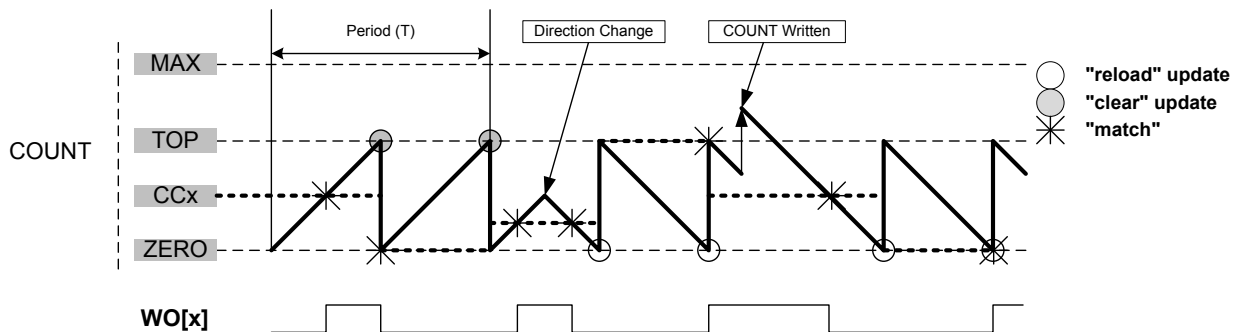 Period (T)
Direction Change
COUNT Written
MAX
"reload" update
"clear" update
"match"
TOP
COUNT
CCx
ZERO
WO[x]